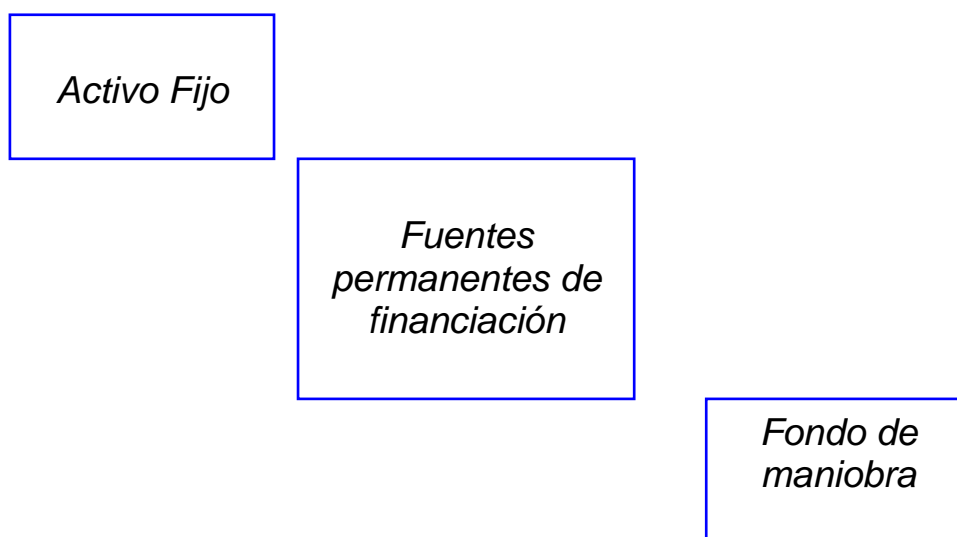 Activo Fijo
Fuentes
permanentes de
financiación
Fondo de
maniobra